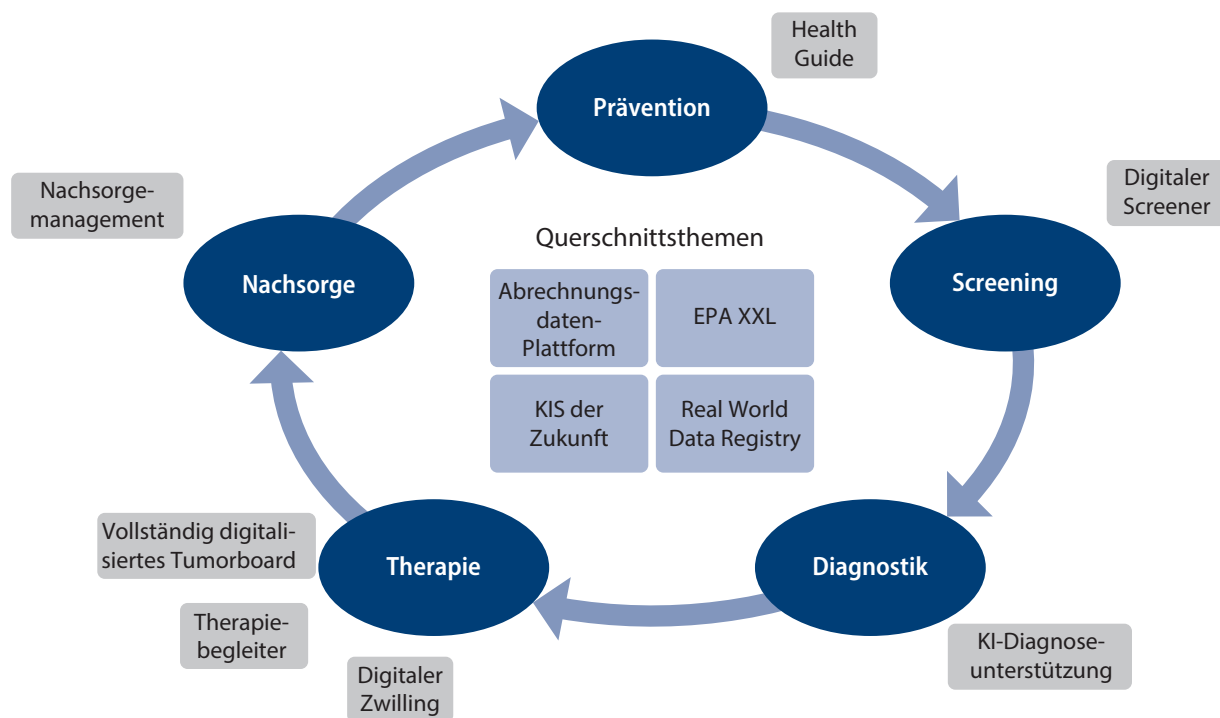 Health
Guide
Prävention
Digitaler
Screener
Nachsorge-
management
Querschnittsthemen
Nachsorge
Screening
Abrechnungs-
daten-
Plattform
EPA XXL
KIS der
Zukunft
Real World
Data Registry
Vollständig digitali-
siertes Tumorboard
Therapie
Diagnostik
Therapie-
begleiter
Digitaler
Zwilling
KI-Diagnose-
unterstützung